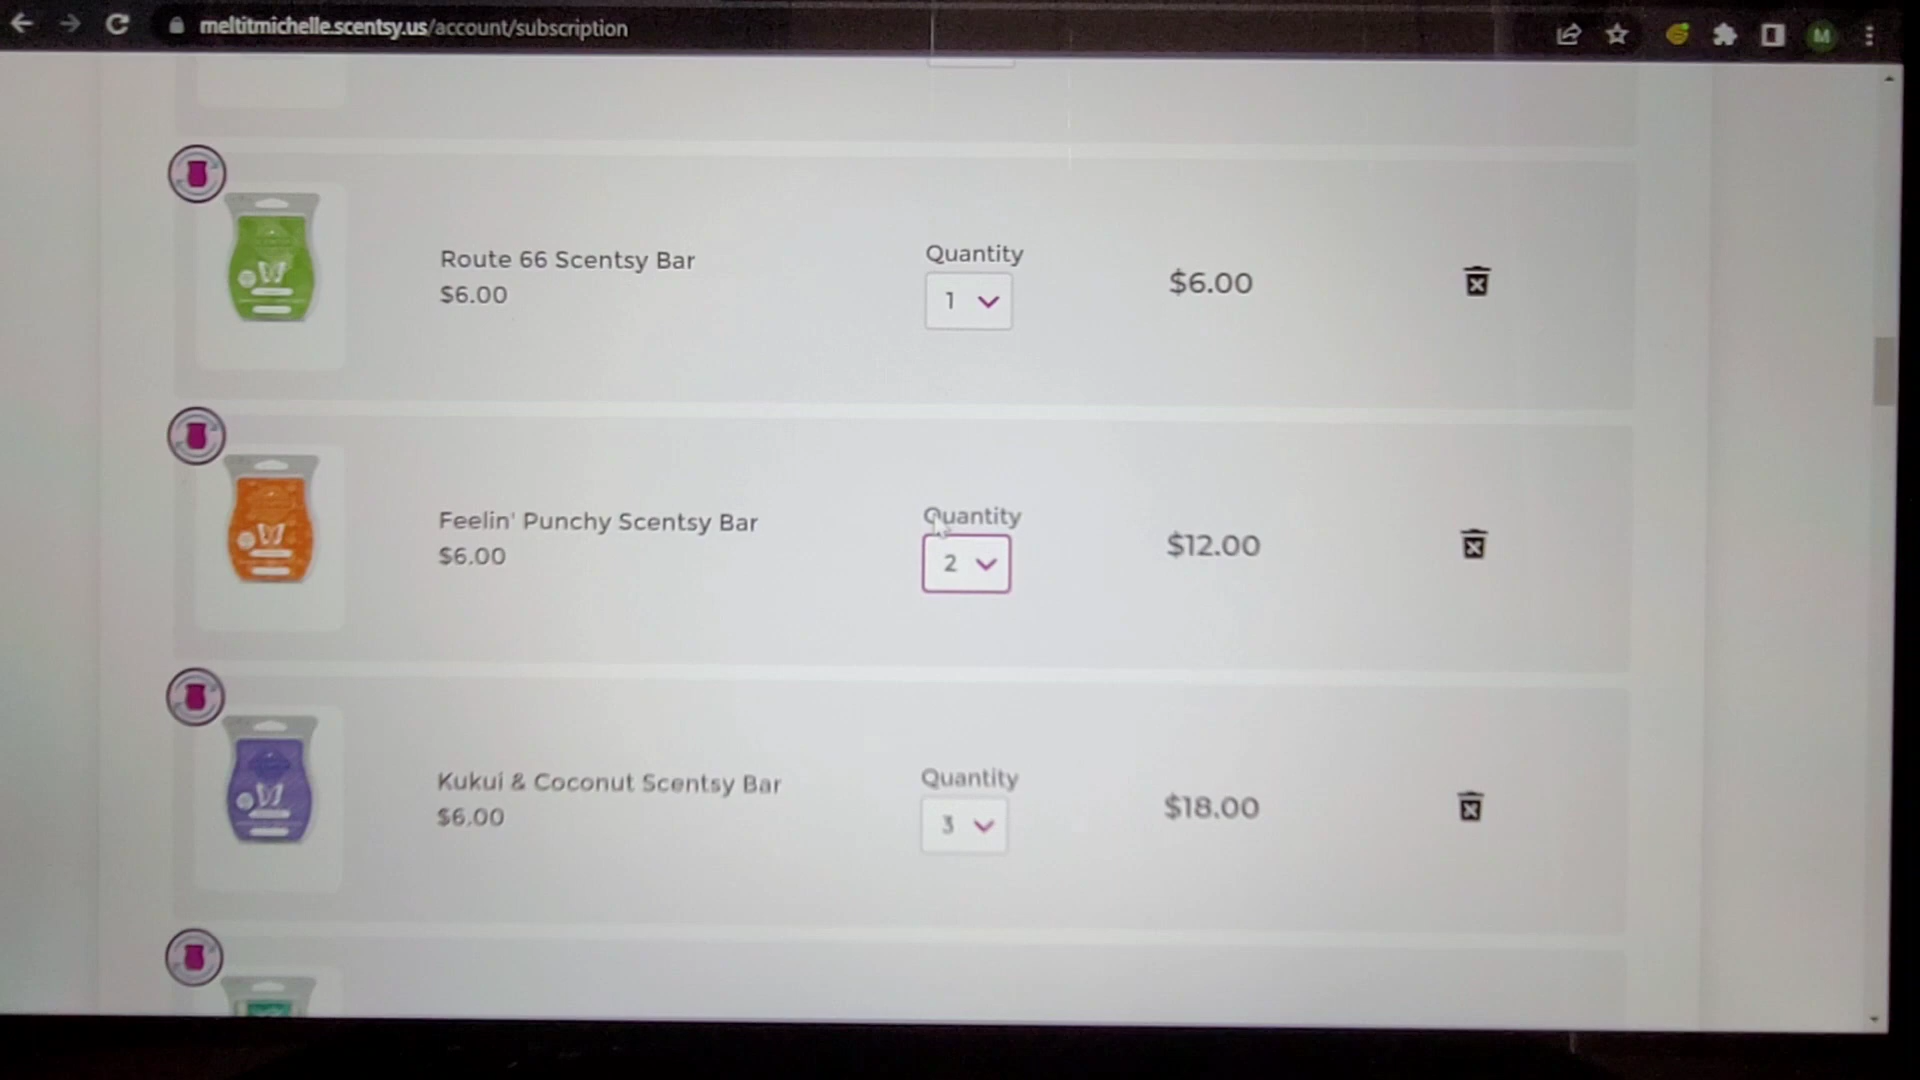 meltitmichelle.scentsy.us/account/subscription
M
Route 66 Scentsy Bar
$6.00
Quantity
1
$6.00
Feelin' Punchy Scentsy Bar
$6.00
Quantity
2
$12.00
Kukui & Coconut Scentsy Bar
$6.00
Quantity
3
$18.00